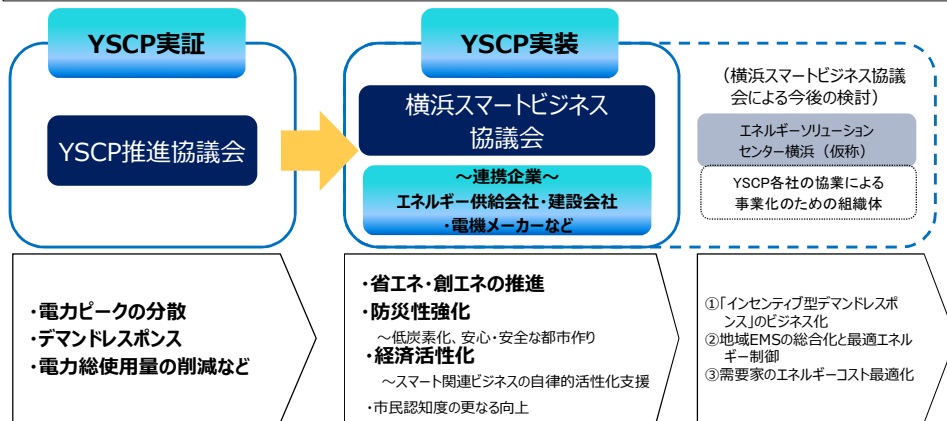 YSCP実証
YSCP推進協議会
YSCP実装
横浜スマートビジネス
協議会
～連携企業～
エネルギー供給会社・建設会社
・電機メーカーなど
（横浜スマートビジネス協議
会による今後の検討）
エネルギーソリューション
センター横浜（仮称）
YSCP各社の協業による
事業化のための組織体
・電力ピークの分散
・デマンドレスポンス
・電力総使用量の削減など
・省エネ・創エネの推進
・防災性強化
～低炭素化、安心・安全な都市作り
・経済活性化
～スマート関連ビジネスの自律的活性化支援
・市民認知度の更なる向上
①「インセンティブ型デマンドレスポ
ンス」のビジネス化
②地域EMSの総合化と最適エネル
ギー制御
③需要家のエネルギーコスト最適化